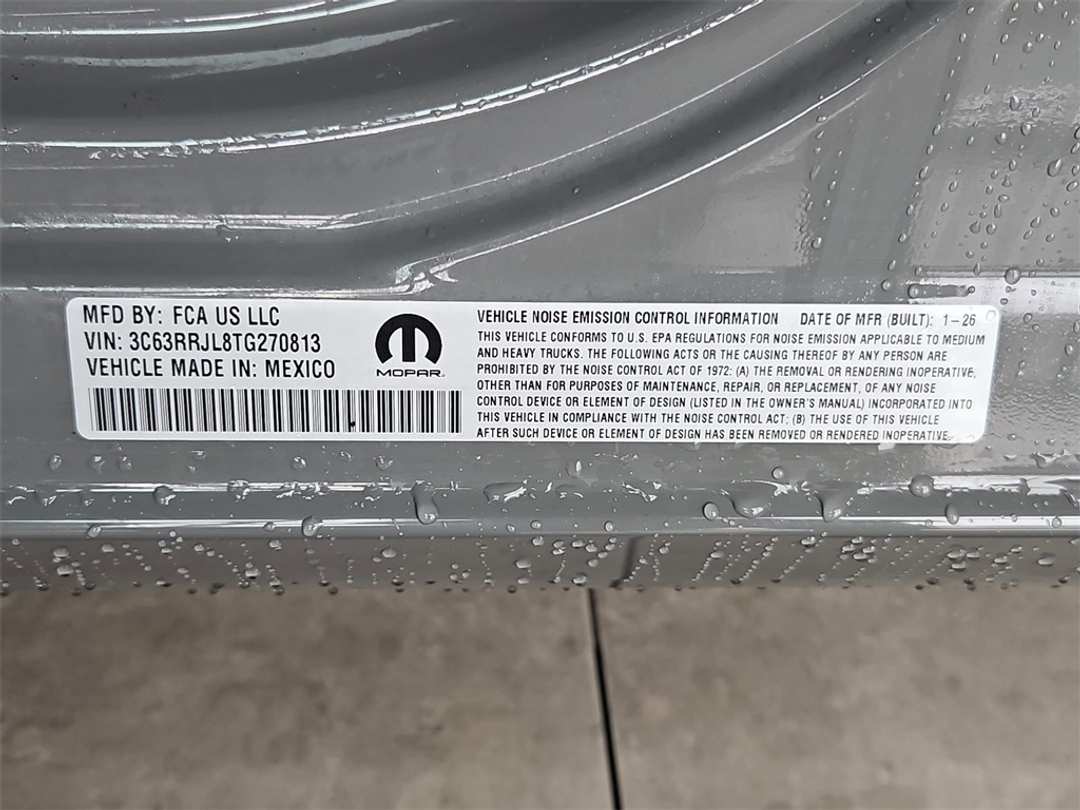 MFD BY: FCA US LLC
VIN: 3C63RRJL8TG270813
VEHICLE MADE IN: MEXICO
MOPAR
VEHICLE NOISE EMISSION CONTROL INFORMATION DATE OF MFR (BUILT): 1-26
THIS VEHICLE CONFORMS TO U.S. EPA REGULATIONS FOR NOISE EMISSION APPLICABLE TO MEDIUM
AND HEAVY TRUCKS. THE FOLLOWING ACTS OR THE CAUSING THEREOF BY ANY PERSON ARE
PROHIBITED BY THE NOISE CONTROL ACT OF 1972: (A) THE REMOVAL OR RENDERING INOPERATIVE,
OTHER THAN FOR PURPOSES OF MAINTENANCE, REPAIR, OR REPLACEMENT, OF ANY NOISE
CONTROL DEVICE OR ELEMENT OF DESIGN (LISTED IN THE OWNER'S MANUAL) INCORPORATED INTO
THIS VEHICLE IN COMPLIANCE WITH THE NOISE CONTROL ACT; (B) THE USE OF THIS VEHICLE
AFTER SUCH DEVICE OR ELEMENT OF DESIGN HAS BEEN REMOVED OR RENDERED INOPERATIVE.